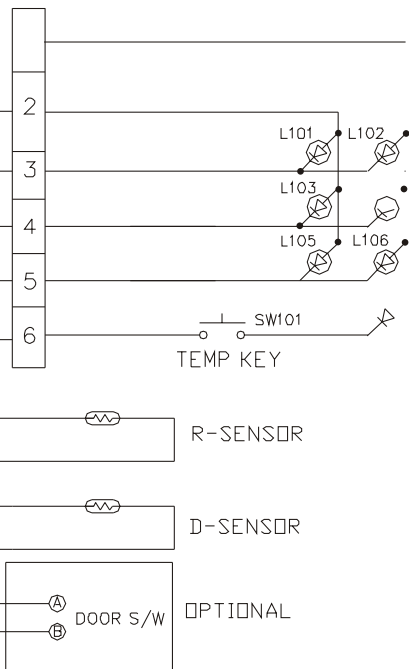 2
L101 L102
3
L103
4
L105 L106
5
SW101
6
TEMP KEY
R-SENSOR
D-SENSOR
A
DOOR S/W OPTIONAL
B